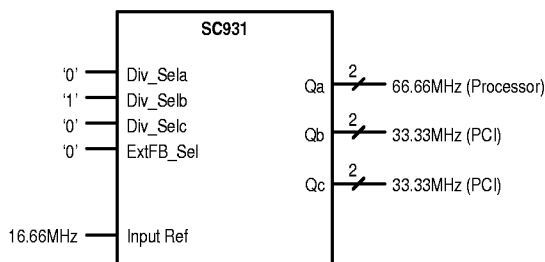 SC931
'0' Div_Sela
'1' Div_Selb
'0' Div_Selc
'0' ExtFB_Sel
16.66MHz Input Ref
Qa 2 66.66MHz (Processor)
Qb 2 33.33MHz (PCI)
Qc 2 33.33MHz (PCI)